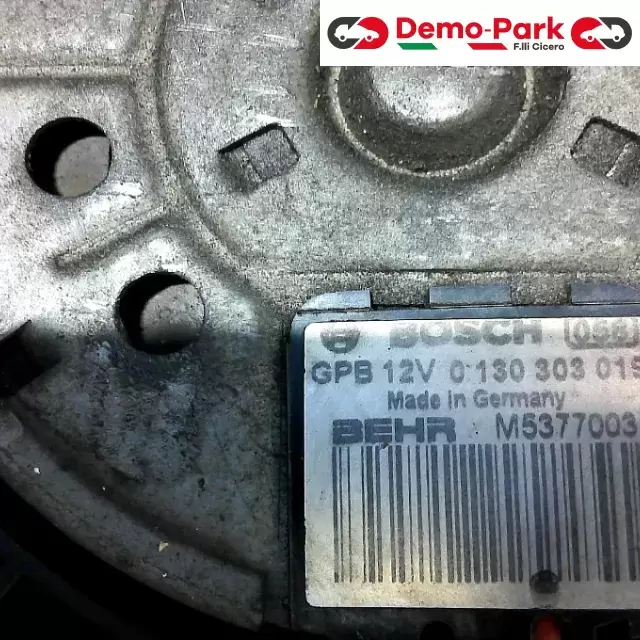 Demo-Park
F.lli Cicero
BOSCH
GPB 12V 0 130 303 015
Made In Germany
BEHR M5377003